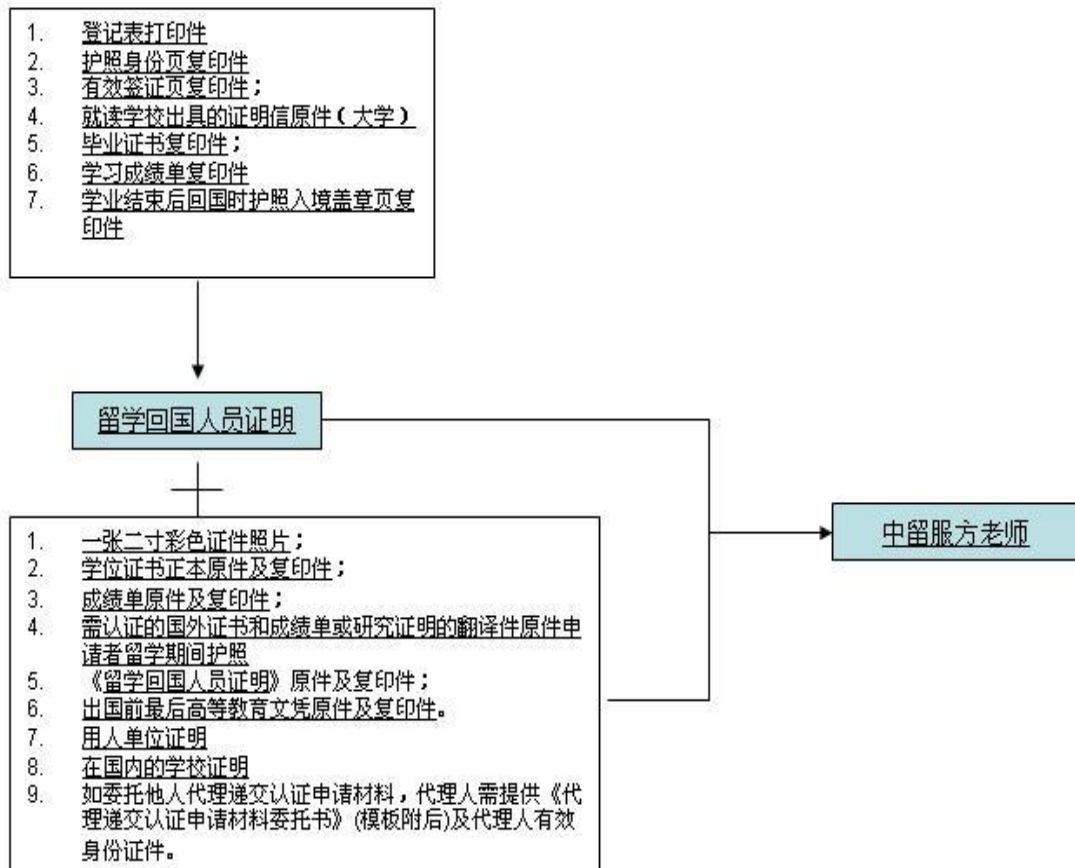 1. 登记表打印件
2. 护照身份页复印件
3. 有效签证页复印件；
4. 就读学校出具的证明信原件（大学）
5. 毕业证书复印件；
6. 学习成绩单复印件
7. 学业结束后回国时护照入境盖章页复
印件
留学回国人员证明
1. 一张二寸彩色证件照片；
2. 学位证书正本原件及复印件；
3. 成绩单原件及复印件；
4. 需认证的国外证书和成绩单或研究证明的翻译件原件申
请者留学期间护照
5. 《留学回国人员证明》原件及复印件；
6. 出国前最后高等教育文凭原件及复印件。
7. 用人单位证明
8. 在国内的学校证明
9. 如委托他人代理递交认证申请材料，代理人需提供《代
理递交认证申请材料委托书》(模板附后)及代理人有效
身份证件。
中留服方老师